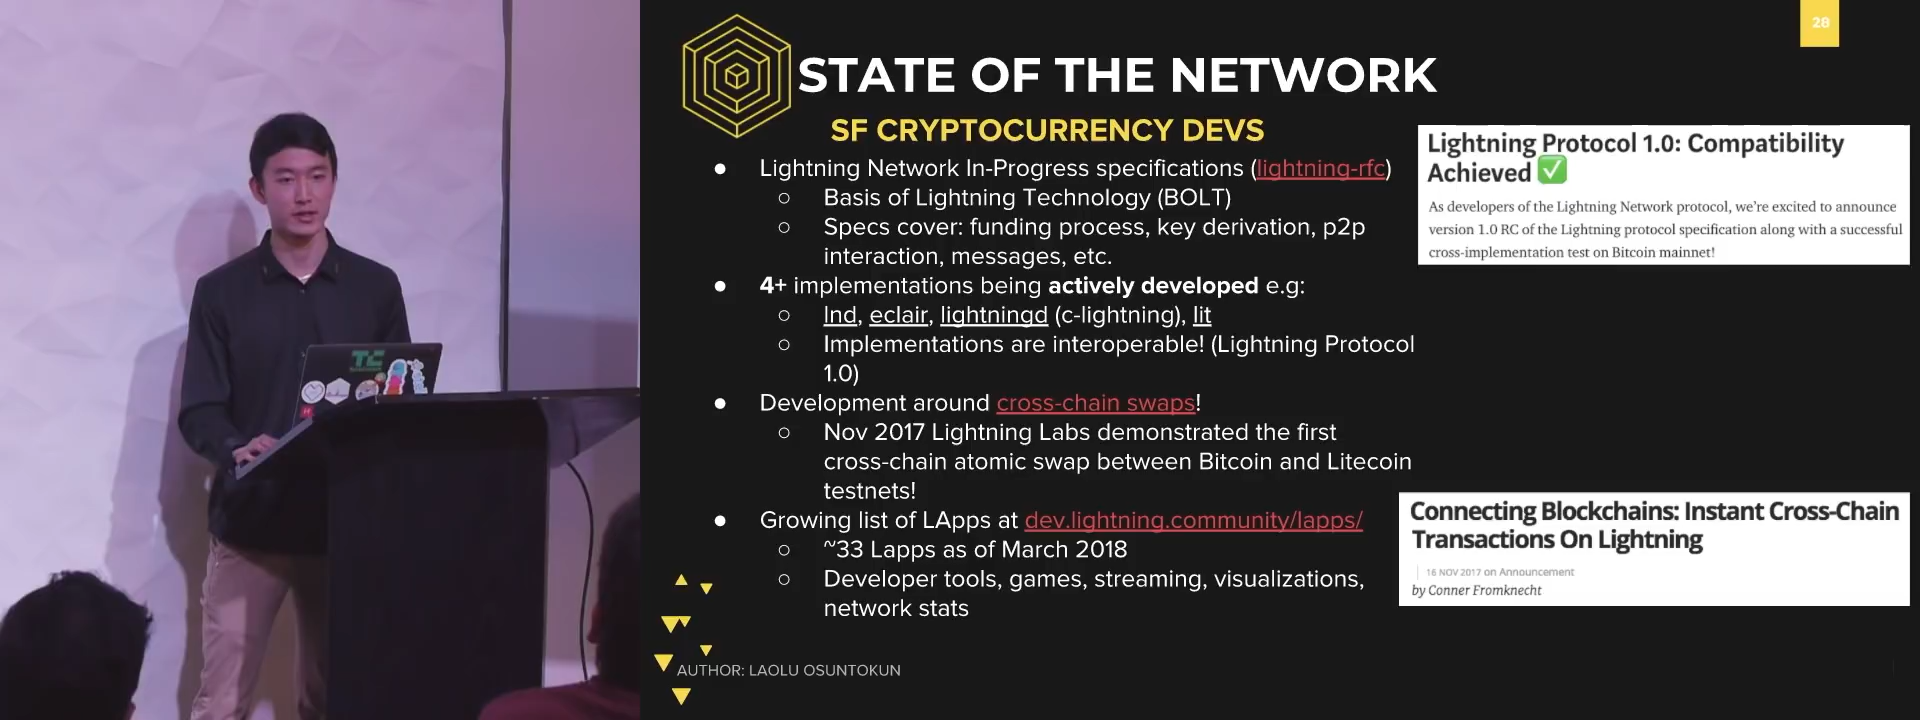 28
STATE OF THE NETWORK
SF CRYPTOCURRENCY DEVS
● Lightning Network In-Progress specifications (lightning-rfc)
○ Basis of Lightning Technology (BOLT)
○ Specs cover: funding process, key derivation, p2p
interaction, messages, etc.
● 4+ implementations being actively developed e.g:
○ lnd, eclair, lightningd (c-lightning), lit
○ Implementations are interoperable! (Lightning Protocol
1.0)
● Development around cross-chain swaps!
○ Nov 2017 Lightning Labs demonstrated the first
cross-chain atomic swap between Bitcoin and Litecoin
testnets!
● Growing list of LApps at dev.lightning.community/lapps/
○ ~33 Lapps as of March 2018
○ Developer tools, games, streaming, visualizations,
network stats
Lightning Protocol 1.0: Compatibility
Achieved ✅
As developers of the Lightning Network protocol, we're excited to announce
version 1.0 RC of the Lightning protocol specification along with a successful
cross-implementation test on Bitcoin mainnet!
Connecting Blockchains: Instant Cross-Chain
Transactions On Lightning
16 NOV 2017 on Announcement
by Conner Fromknecht
AUTHOR: LAOLU OSUNTOKUN
TC